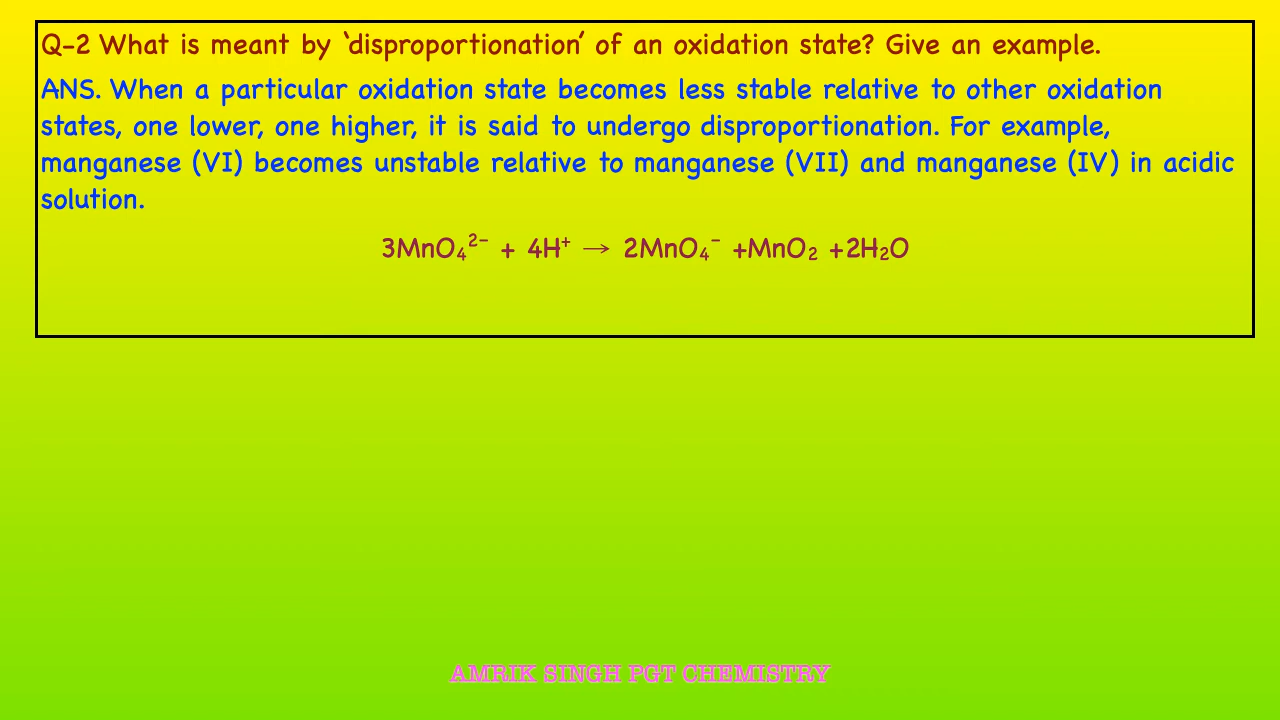 Q-2 What is meant by ‘disproportionation’ of an oxidation state? Give an example.
ANS. When a particular oxidation state becomes less stable relative to other oxidation
states, one lower, one higher, it is said to undergo disproportionation. For example,
manganese (VI) becomes unstable relative to manganese (VII) and manganese (IV) in acidic
solution.
3MnO₄²⁻ + 4H⁺ → 2MnO₄⁻ +MnO₂ +2H₂O
AMRIK SINGH PGT CHEMISTRY